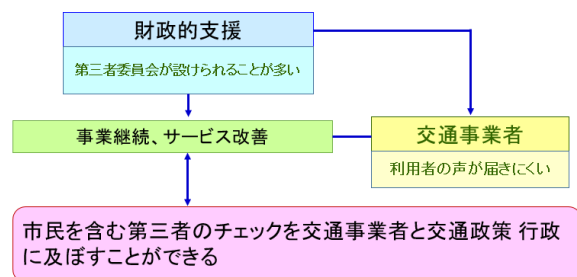 財政的支援
第三者委員会が設けられることが多い
事業継続、サービス改善
交通事業者
利用者の声が届きにくい
市民を含む第三者のチェックを交通事業者と交通政策 行政
に及ぼすことができる